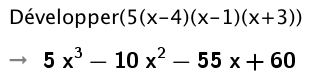 Développer(5(x-4)(x-1)(x+3))
→ 5 x³ − 10 x² − 55 x + 60